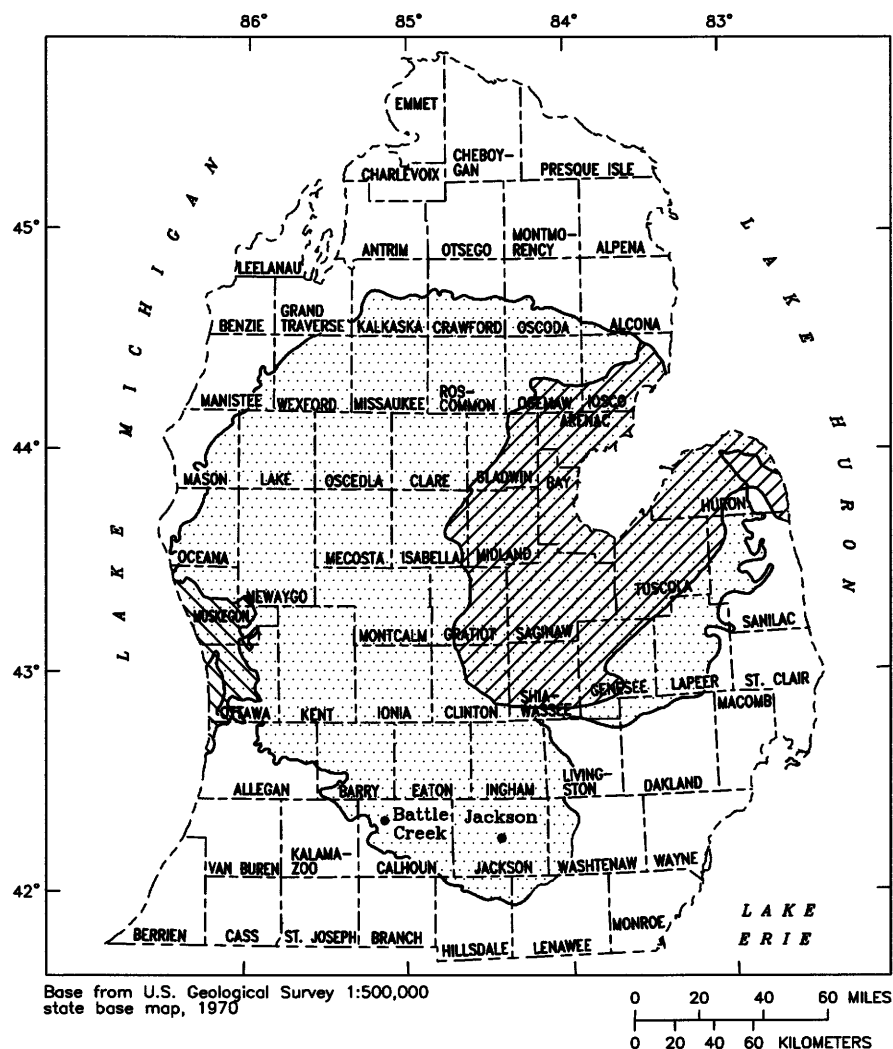 86° 85° 84° 83°
EMMET
CHEBOY-
GAN
PRESQUE ISLE
CHARLEVOIX
45°
ANTRIM
OTSEGO
MONTMO-
RENCY
ALPENA
LEELANAU
BENZIE
GRAND
TRAVERSE
KALKASKA
CRAWFORD
OSCODA
ALCONA
LAKE MICHIGAN
LAKE HURON
MANISTEE
WEXFORD
MISSAUKEE
ROS-
COMMON
OGEMAW
IOSCO
ARENAC
44°
MASON
LAKE
OSCEOLA
CLARE
GLADWIN
BAY
HURON
OCEANA
MECOSTA
ISABELLA
MIDLAND
NEWAYGO
TUSCOLA
MUSKEGON
MONTCALM
GRATIOT
SAGINAW
SANILAC
43°
GENESEE
LAPEER
ST. CLAIR
OTTAWA
KENT
IONIA
CLINTON
SHIA-
WASSEE
MACOMB
ALLEGAN
BARRY
EATON
INGHAM
LIVING-
STON
OAKLAND
Battle
Creek
Jackson
VAN BUREN
KALAMA-
ZOO
CALHOUN
JACKSON
WASHTENAW
WAYNE
42°
BERRIEN
CASS
ST. JOSEPH
BRANCH
HILLSDALE
LENAWEE
MONROE
LAKE
ERIE
Base from U.S. Geological Survey 1:500,000
state base map, 1970
0 20 40 60 MILES
0 20 40 60 KILOMETERS